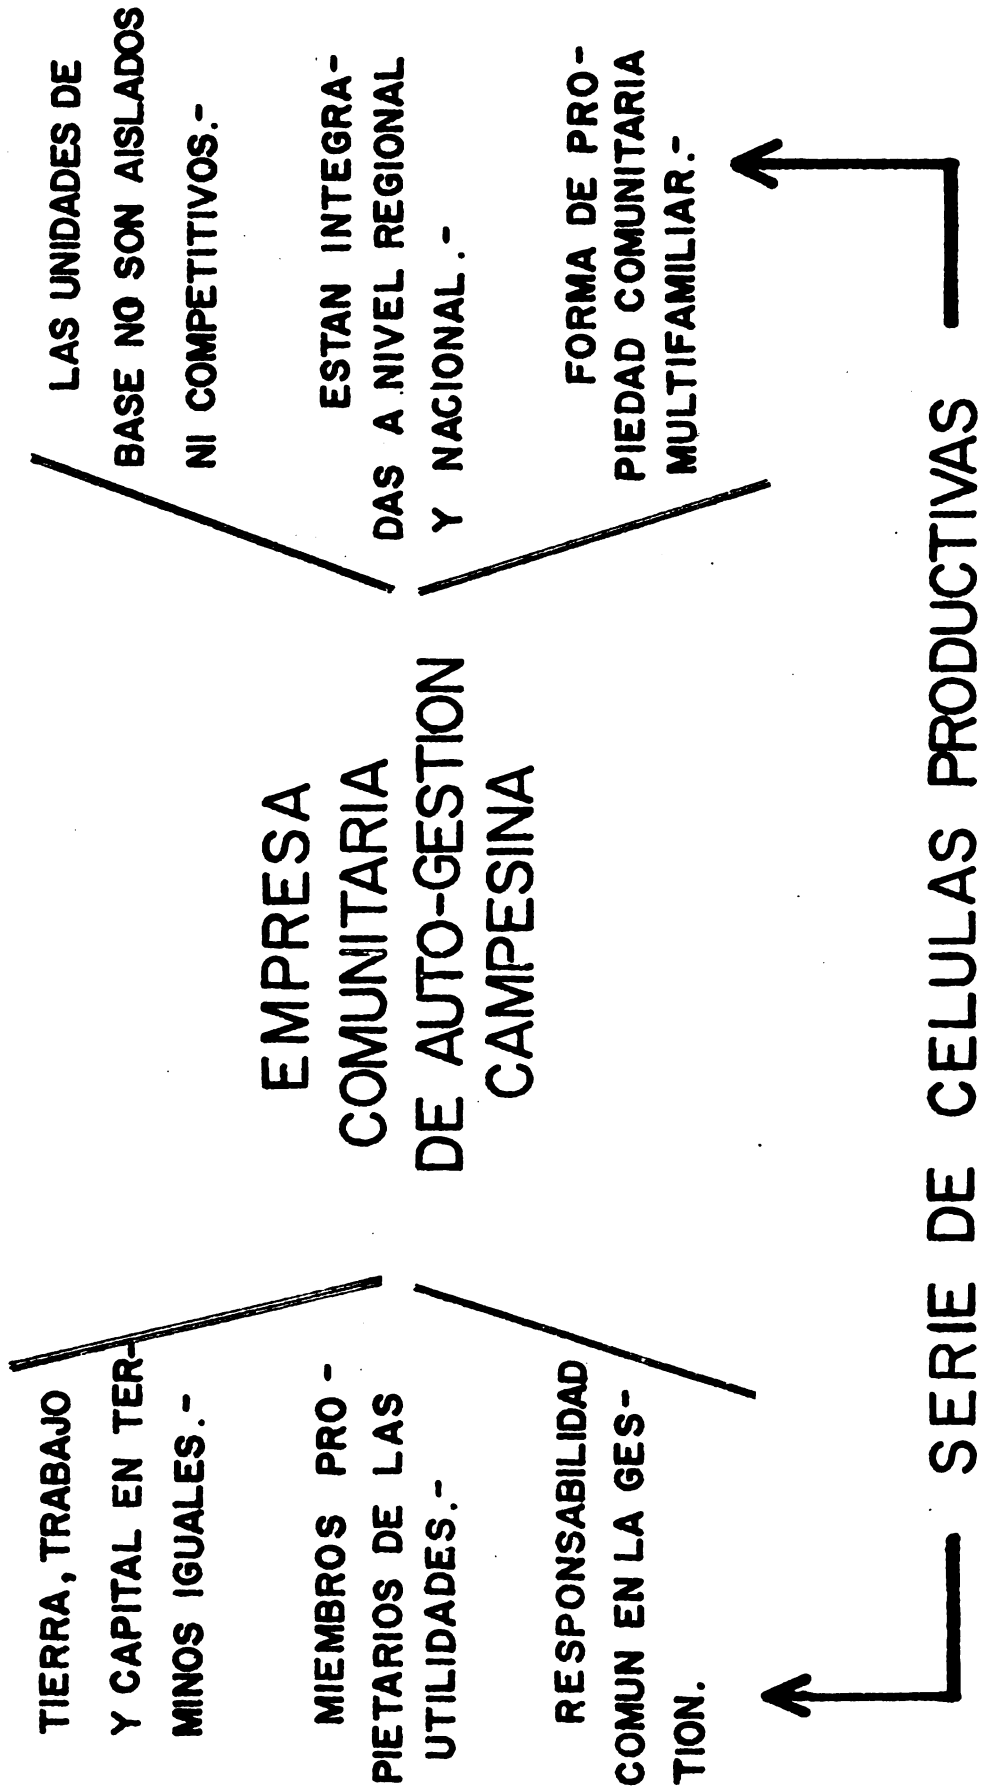 TIERRA, TRABAJO
Y CAPITAL EN TER-
MINOS IGUALES.-
MIEMBROS PRO-
PIETARIOS DE LAS
UTILIDADES.-
RESPONSABILIDAD
COMUN EN LA GES-
TION.
EMPRESA
COMUNITARIA
DE AUTO-GESTION
CAMPESINA
LAS UNIDADES DE
BASE NO SON AISLADOS
NI COMPETITIVOS.-
ESTAN INTEGRA-
DAS A NIVEL REGIONAL
Y NACIONAL.-
FORMA DE PRO-
PIEDAD COMUNITARIA
MULTIFAMILIAR.-
SERIE DE CELULAS PRODUCTIVAS